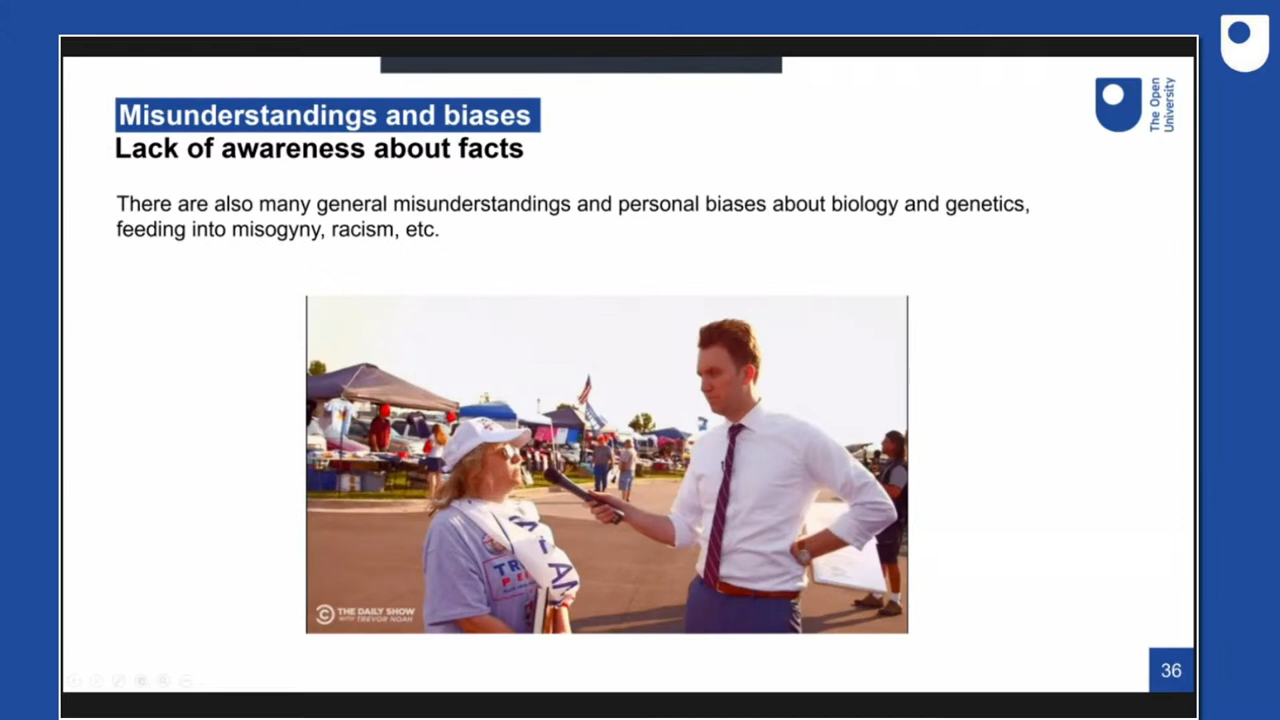 Misunderstandings and biases
Lack of awareness about facts
The Open
University
There are also many general misunderstandings and personal biases about biology and genetics,
feeding into misogyny, racism, etc.
THE DAILY SHOW
WITH TREVOR NOAH
36